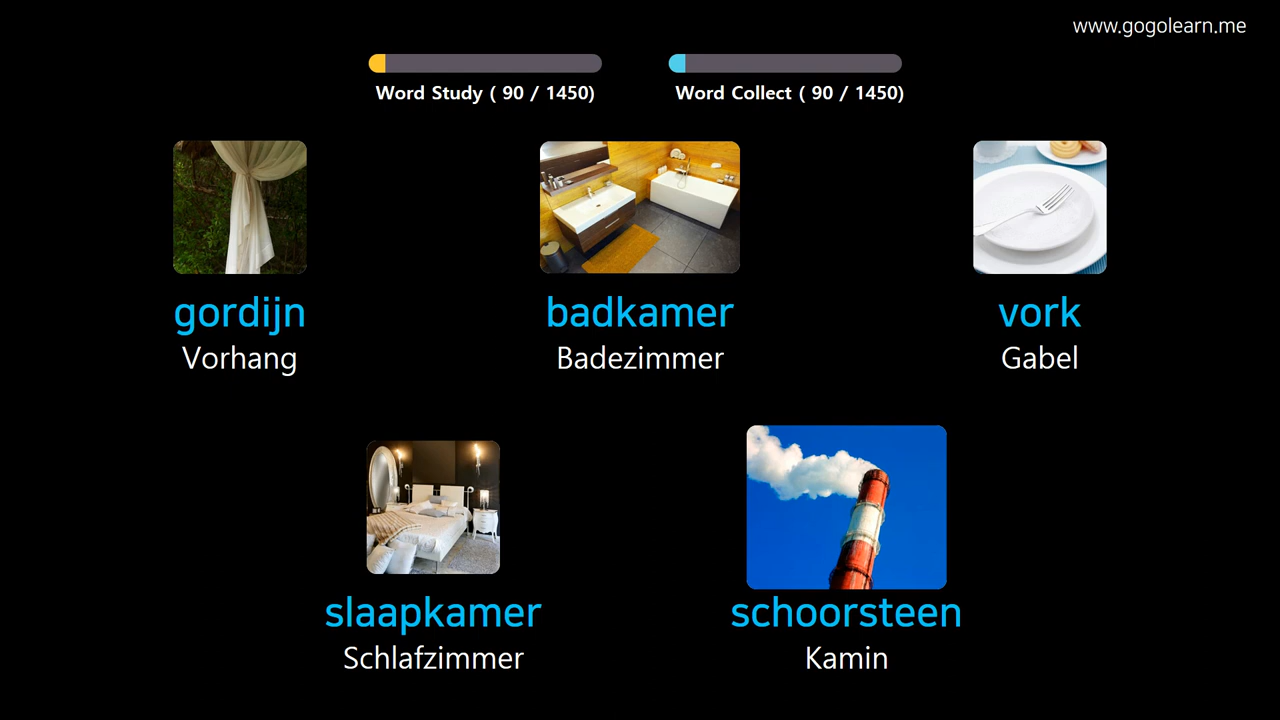 www.gogolearn.me
Word Study ( 90 / 1450)
Word Collect ( 90 / 1450)
gordijn
Vorhang
badkamer
Badezimmer
vork
Gabel
slaapkamer
Schlafzimmer
schoorsteen
Kamin